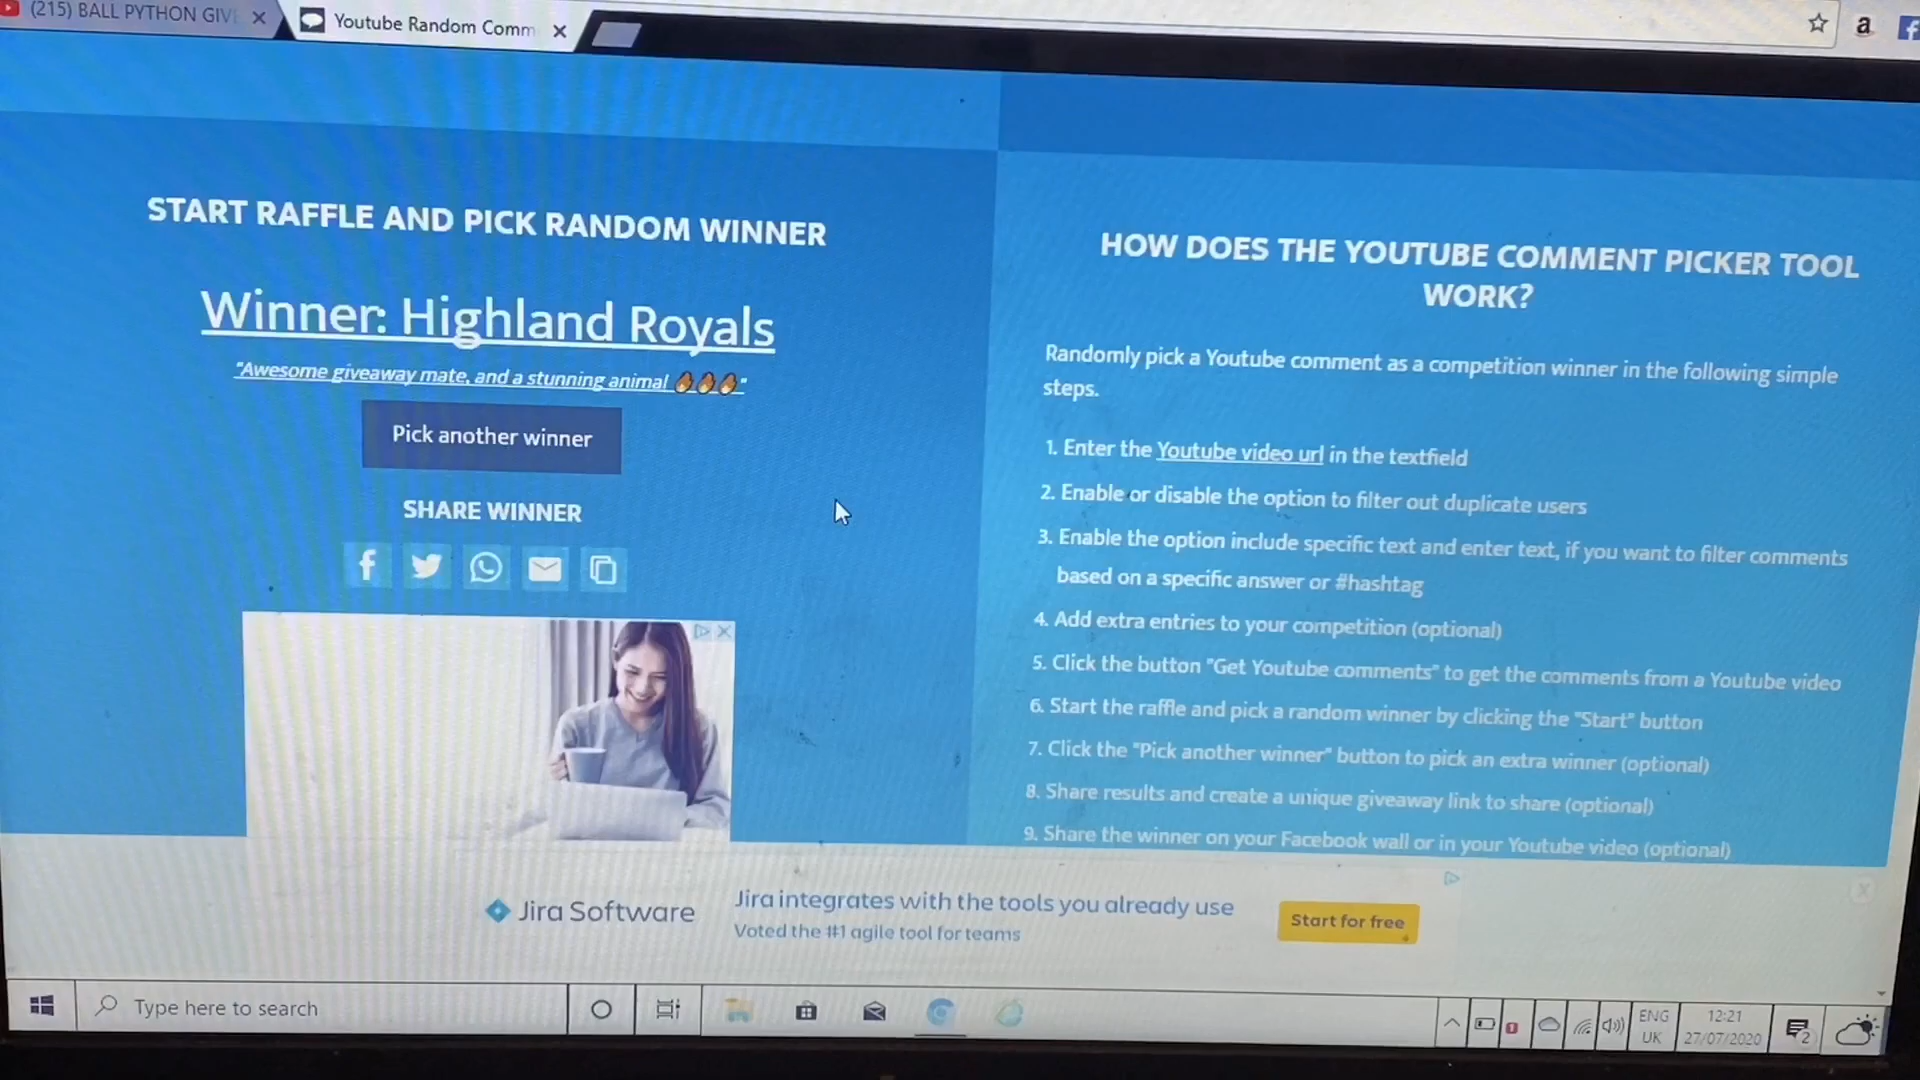 (215) BALL PYTHON GIV
Youtube Random Comm
a
START RAFFLE AND PICK RANDOM WINNER
Winner: Highland Royals
"Awesome giveaway mate, and a stunning animal 🔥🔥🔥"
Pick another winner
SHARE WINNER
HOW DOES THE YOUTUBE COMMENT PICKER TOOL
WORK?
Randomly pick a Youtube comment as a competition winner in the following simple
steps.
1. Enter the Youtube video url in the textfield
2. Enable or disable the option to filter out duplicate users
3. Enable the option include specific text and enter text, if you want to filter comments
based on a specific answer or #hashtag
4. Add extra entries to your competition (optional)
5. Click the button "Get Youtube comments" to get the comments from a Youtube video
6. Start the raffle and pick a random winner by clicking the "Start" button
7. Click the "Pick another winner" button to pick an extra winner (optional)
8. Share results and create a unique giveaway link to share (optional)
9. Share the winner on your Facebook wall or in your Youtube video (optional)
Jira Software
Jira integrates with the tools you already use
Voted the #1 agile tool for teams
Start for free
Type here to search
ENG
UK
12:21
27/07/2020
2